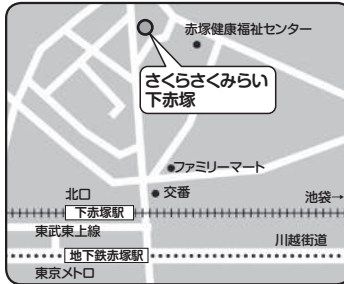 赤塚健康福祉センター
さくらさくみらい
下赤塚
ファミリーマート
北口
交番
池袋→
下赤塚駅
東武東上線
川越街道
地下鉄赤塚駅
東京メトロ